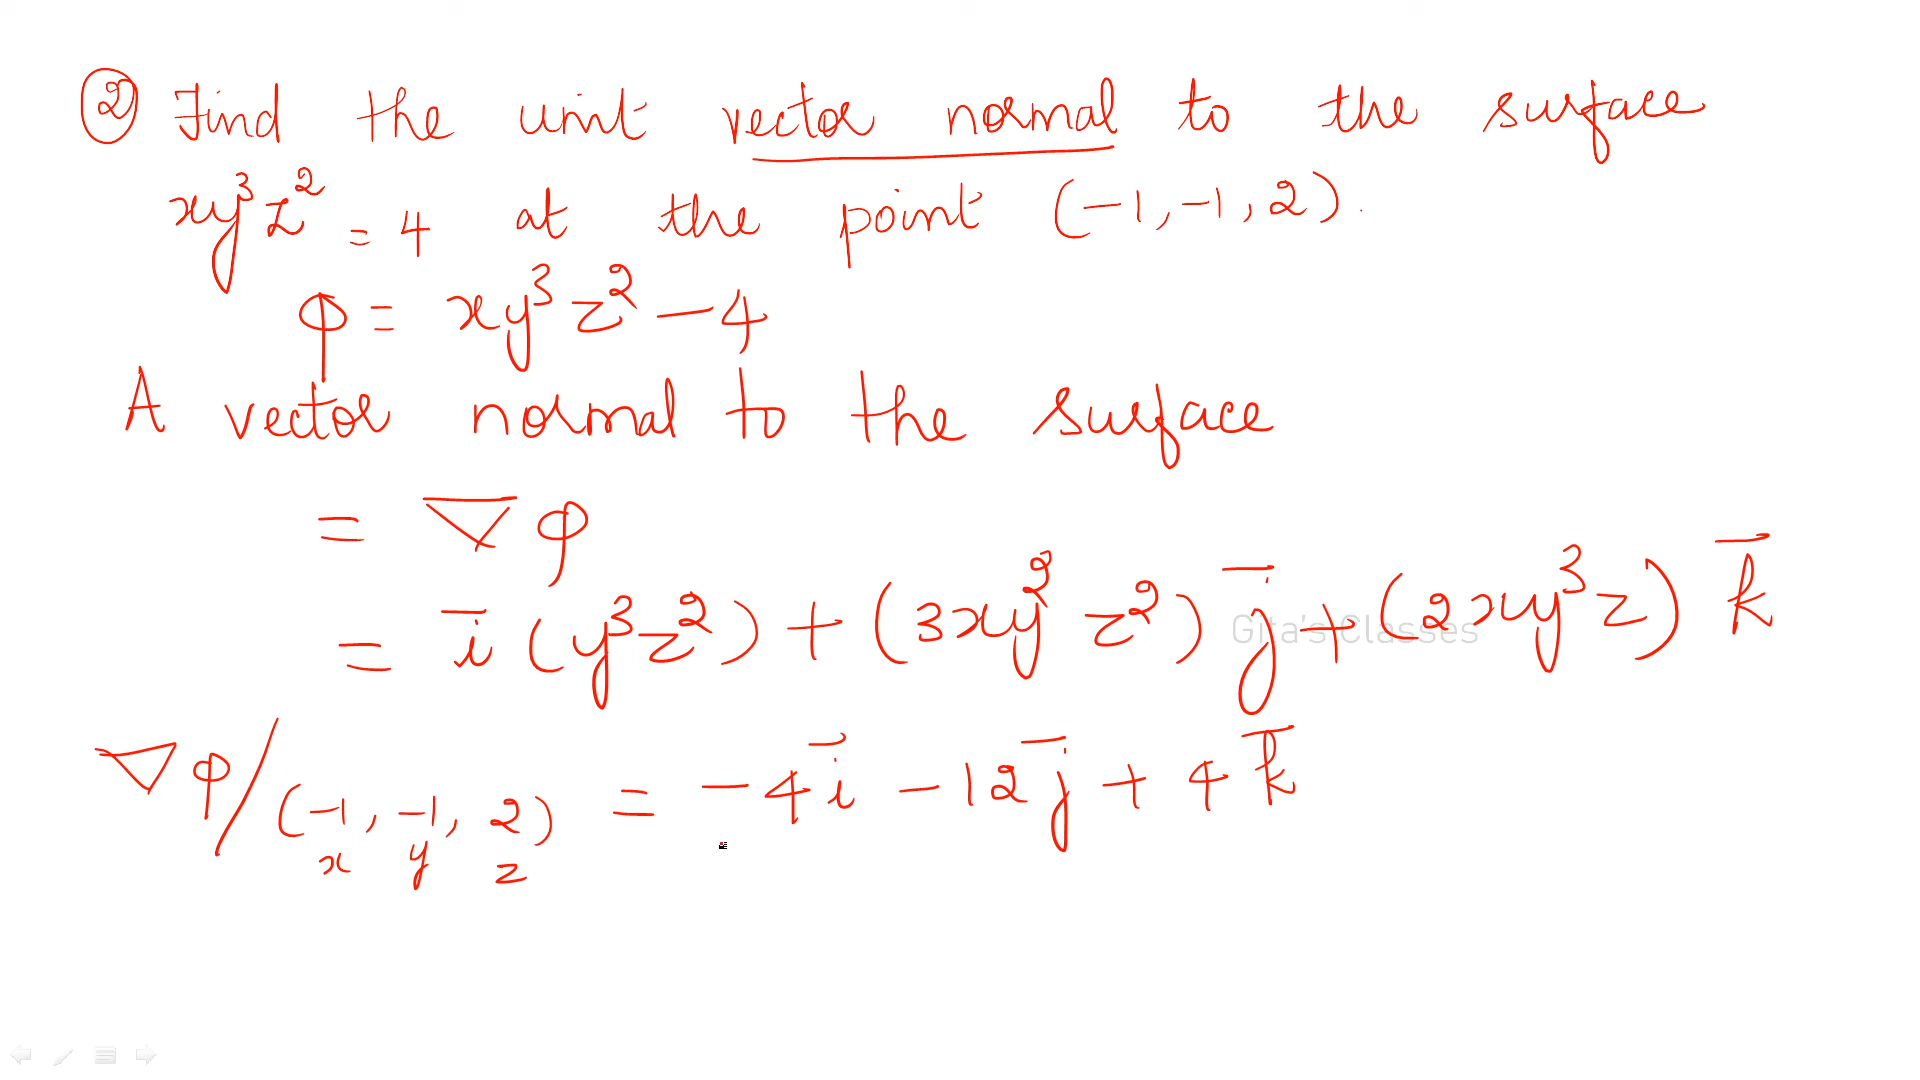 ② Find the unit vector normal to the surface
xy³z² = 4 at the point (-1, -1, 2).
φ = xy³z² - 4
A vector normal to the surface
= ∇φ
= i̅ (y³z²) + (3xy²z²) j̅ + (2xy³z) k̅
Gita's Classes
∇φ/(-1, -1, 2) = -4i̅ - 12j̅ + 4k̅
x y z